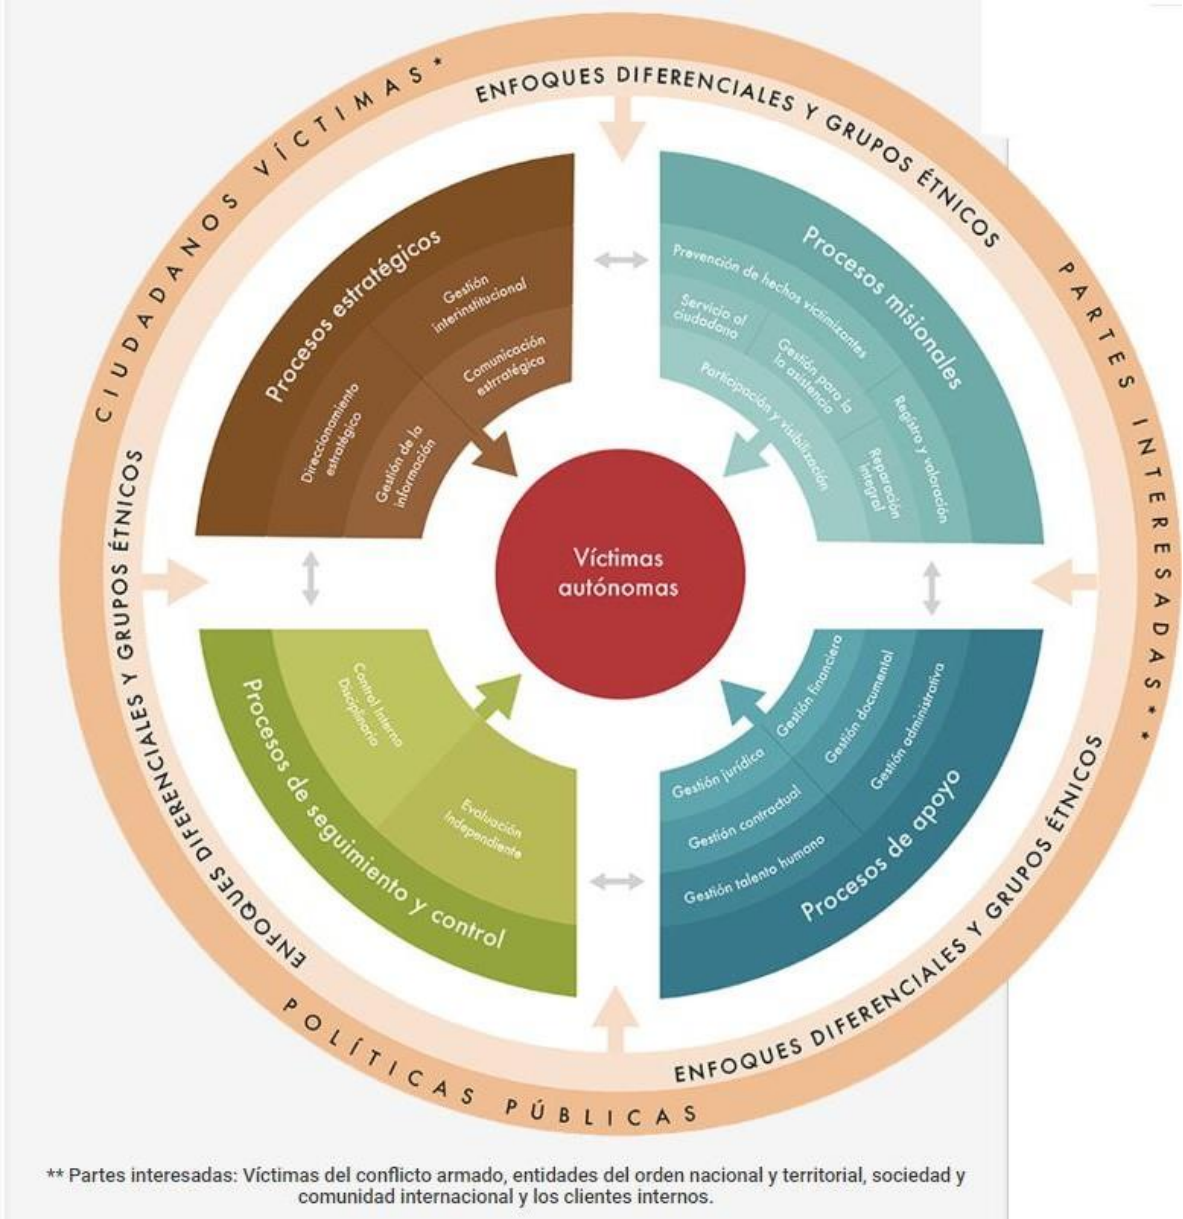 CIUDADANOS VÍCTIMAS*
PARTES INTERESADAS**
POLÍTICAS PÚBLICAS
ENFOQUES DIFERENCIALES Y GRUPOS ÉTNICOS
ENFOQUES DIFERENCIALES Y GRUPOS ÉTNICOS
ENFOQUES DIFERENCIALES Y GRUPOS ÉTNICOS
Procesos estratégicos
Gestión
interinstitucional
Direccionamiento
estratégico
Comunicación
estrratégica
Gestión de la
información
Procesos misionales
Prevención de hechos victimizantes
Registro y valoración
Servicio al
ciudadano
Gestión para la
la asistencia
Reparación
integral
Participación y visibilización
Víctimas
autónomas
Procesos de seguimiento y control
Control Interno
Disciplinario
Evaluación
Independiente
Procesos de apoyo
Gestión financiera
Gestión documental
Gestión administrativa
Gestión jurídica
Gestión contractual
Gestión talento humano
** Partes interesadas: Víctimas del conflicto armado, entidades del orden nacional y territorial, sociedad y
comunidad internacional y los clientes internos.